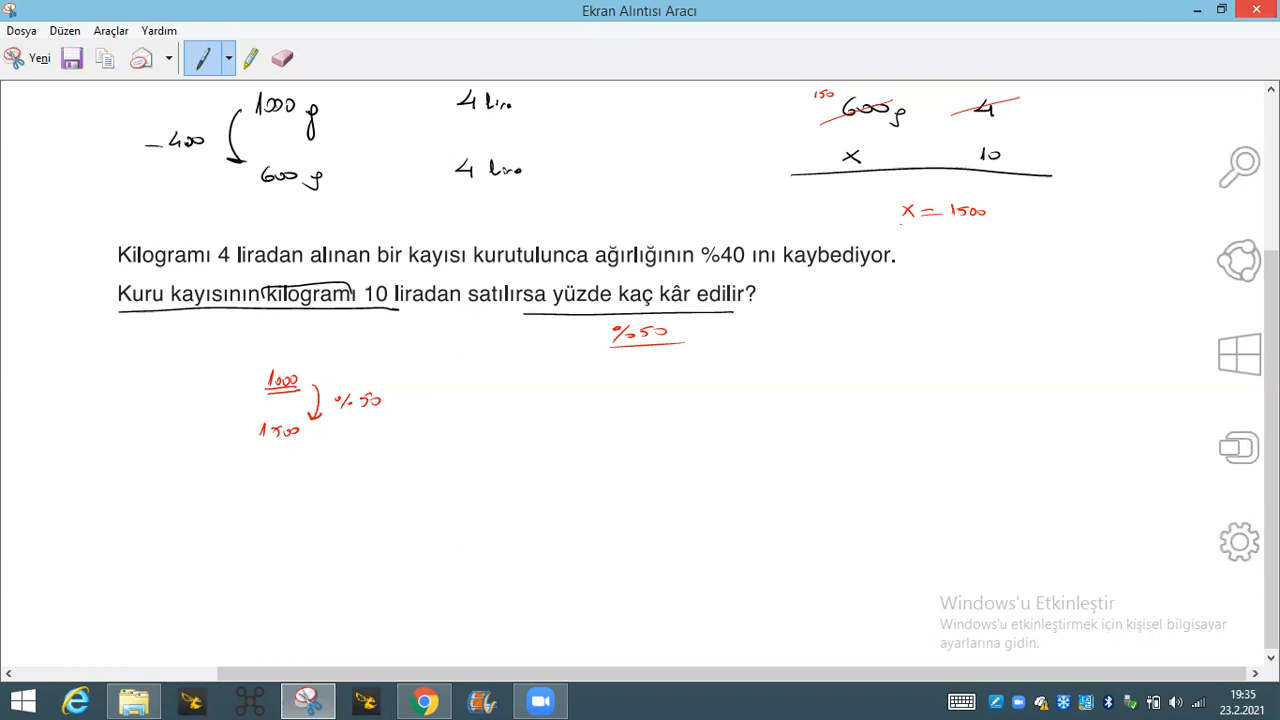 Ekran Alıntısı Aracı
Dosya Düzen Araçlar Yardım
Yeni
1000 g 4 lira
150 600 g 4
- 400
600 g 4 lira
x 10
x = 1500
Kilogramı 4 liradan alınan bir kayısı kurutulunca ağırlığının %40 ını kaybediyor.
Kuru kayısının kilogramı 10 liradan satılırsa yüzde kaç kâr edilir?
%50
1000
% 50
1500
Windows'u Etkinleştir
Windows'u etkinleştirmek için kişisel bilgisayar
ayarlarına gidin.
19:35
23.2.2021